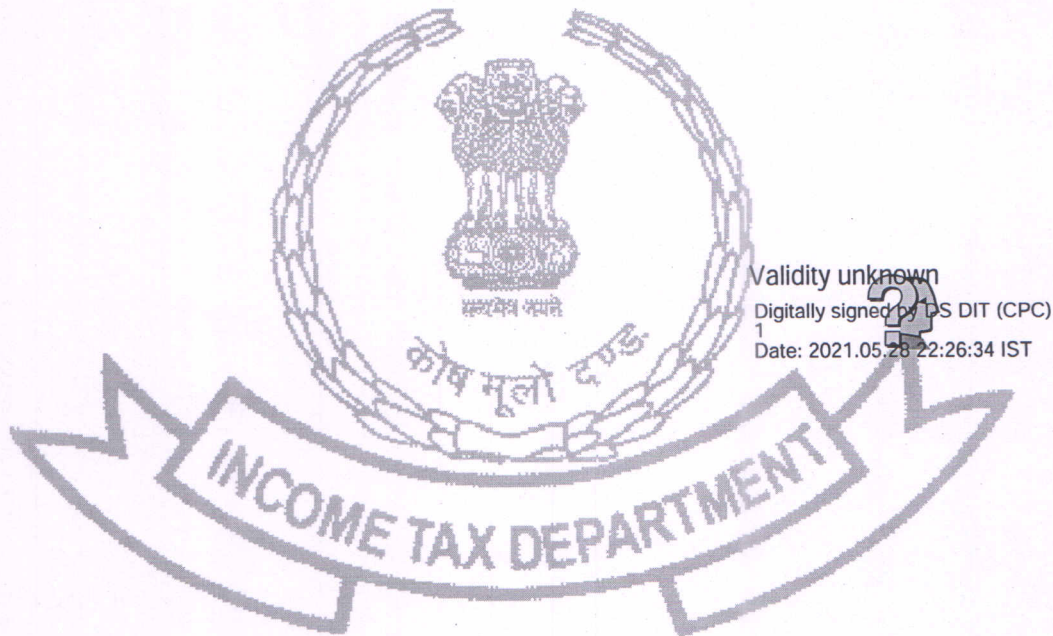 सत्यमेव जयते
Validity unknown
Digitally signed by DS DIT (CPC)
1
Date: 2021.05.28 22:26:34 IST
कोष मूलो दण्ड
INCOME TAX DEPARTMENT